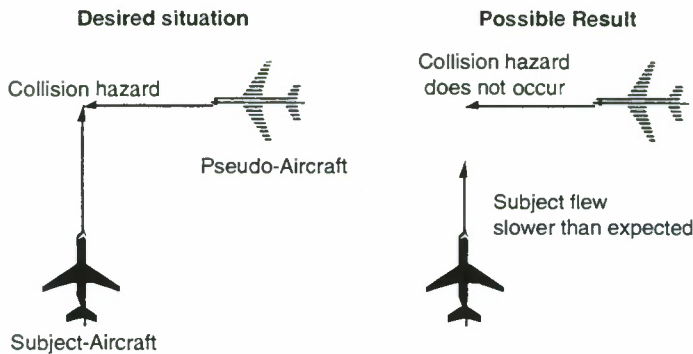 Desired situation
Collision hazard
Pseudo-Aircraft
Subject-Aircraft
Possible Result
Collision hazard
does not occur
Subject flew
slower than expected